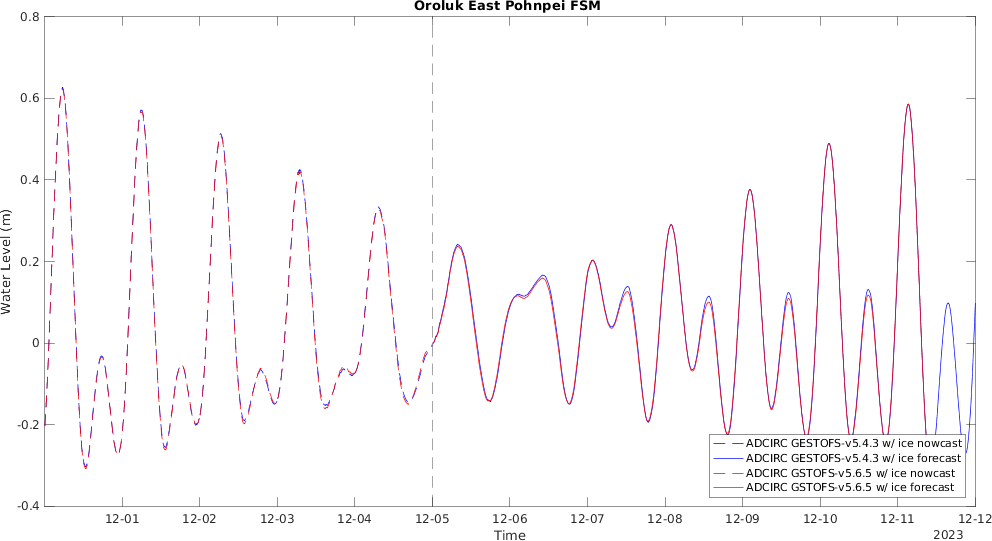 Oroluk East Pohnpei FSM
0.8
0.6
0.4
0.2
0
-0.2
-0.4
Water Level (m)
ADCIRC GESTOFS-v5.4.3 w/ ice nowcast
ADCIRC GESTOFS-v5.4.3 w/ ice forecast
ADCIRC GSTOFS-v5.6.5 w/ ice nowcast
ADCIRC GSTOFS-v5.6.5 w/ ice forecast
12-01 12-02 12-03 12-04 12-05 12-06 12-07 12-08 12-09 12-10 12-11 12-12
Time
2023